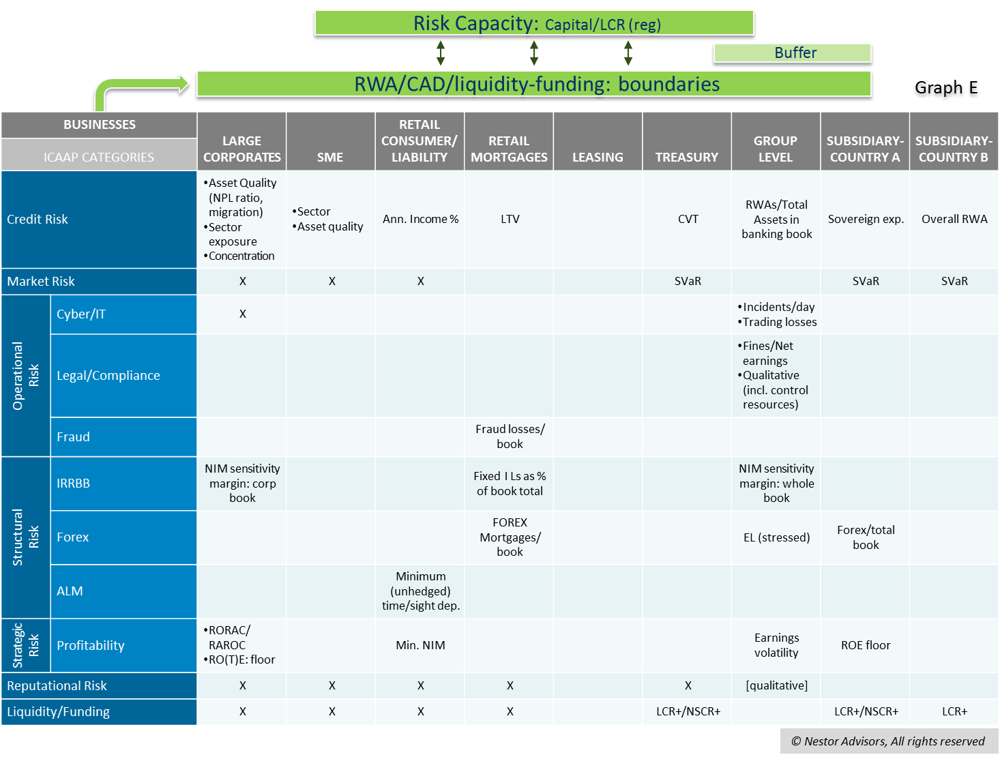 Risk Capacity: Capital/LCR (reg)
Buffer
RWA/CAD/liquidity-funding: boundaries
Graph E
BUSINESSES
ICAAP CATEGORIES
LARGE
CORPORATES
SME
RETAIL
CONSUMER/
LIABILITY
RETAIL
MORTGAGES
LEASING
TREASURY
GROUP
LEVEL
SUBSIDIARY-
COUNTRY A
SUBSIDIARY-
COUNTRY B
Credit Risk
•Asset Quality
(NPL ratio,
migration)
•Sector
exposure
•Concentration
•Sector
•Asset quality
Ann. Income %
LTV
CVT
RWAs/Total
Assets in
banking book
Sovereign exp.
Overall RWA
Market Risk
X
X
X
SVaR
SVaR
SVaR
Operational
Risk
Cyber/IT
X
•Incidents/day
•Trading losses
Legal/Compliance
•Fines/Net
earnings
•Qualitative
(incl. control
resources)
Fraud
Fraud losses/
book
Structural
Risk
IRRBB
NIM sensitivity
margin: corp
book
Fixed I Ls as %
of book total
NIM sensitivity
margin: whole
book
Forex
FOREX
Mortgages/
book
EL (stressed)
Forex/total
book
ALM
Minimum
(unhedged)
time/sight dep.
Strategic
Risk
Profitability
•RORAC/
RAROC
•RO(T)E: floor
Min. NIM
Earnings
volatility
ROE floor
Reputational Risk
X
X
X
X
X
[qualitative]
Liquidity/Funding
X
X
X
X
LCR+/NSCR+
LCR+/NSCR+
LCR+
© Nestor Advisors, All rights reserved